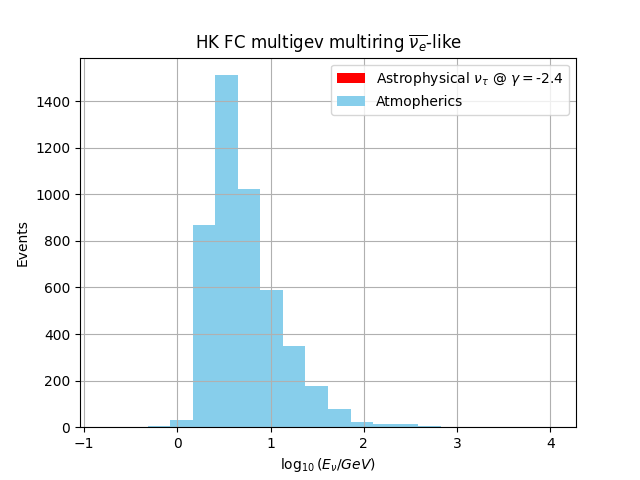 HK FC multigev multiring $\overline{\nu_e}$-like
Astrophysical $\nu_\tau$ @ $\gamma=$-2.4
Atmopherics
Events
1400
1200
1000
800
600
400
200
0
−1 0 1 2 3 4
$\log_{10}(E_\nu/GeV)$